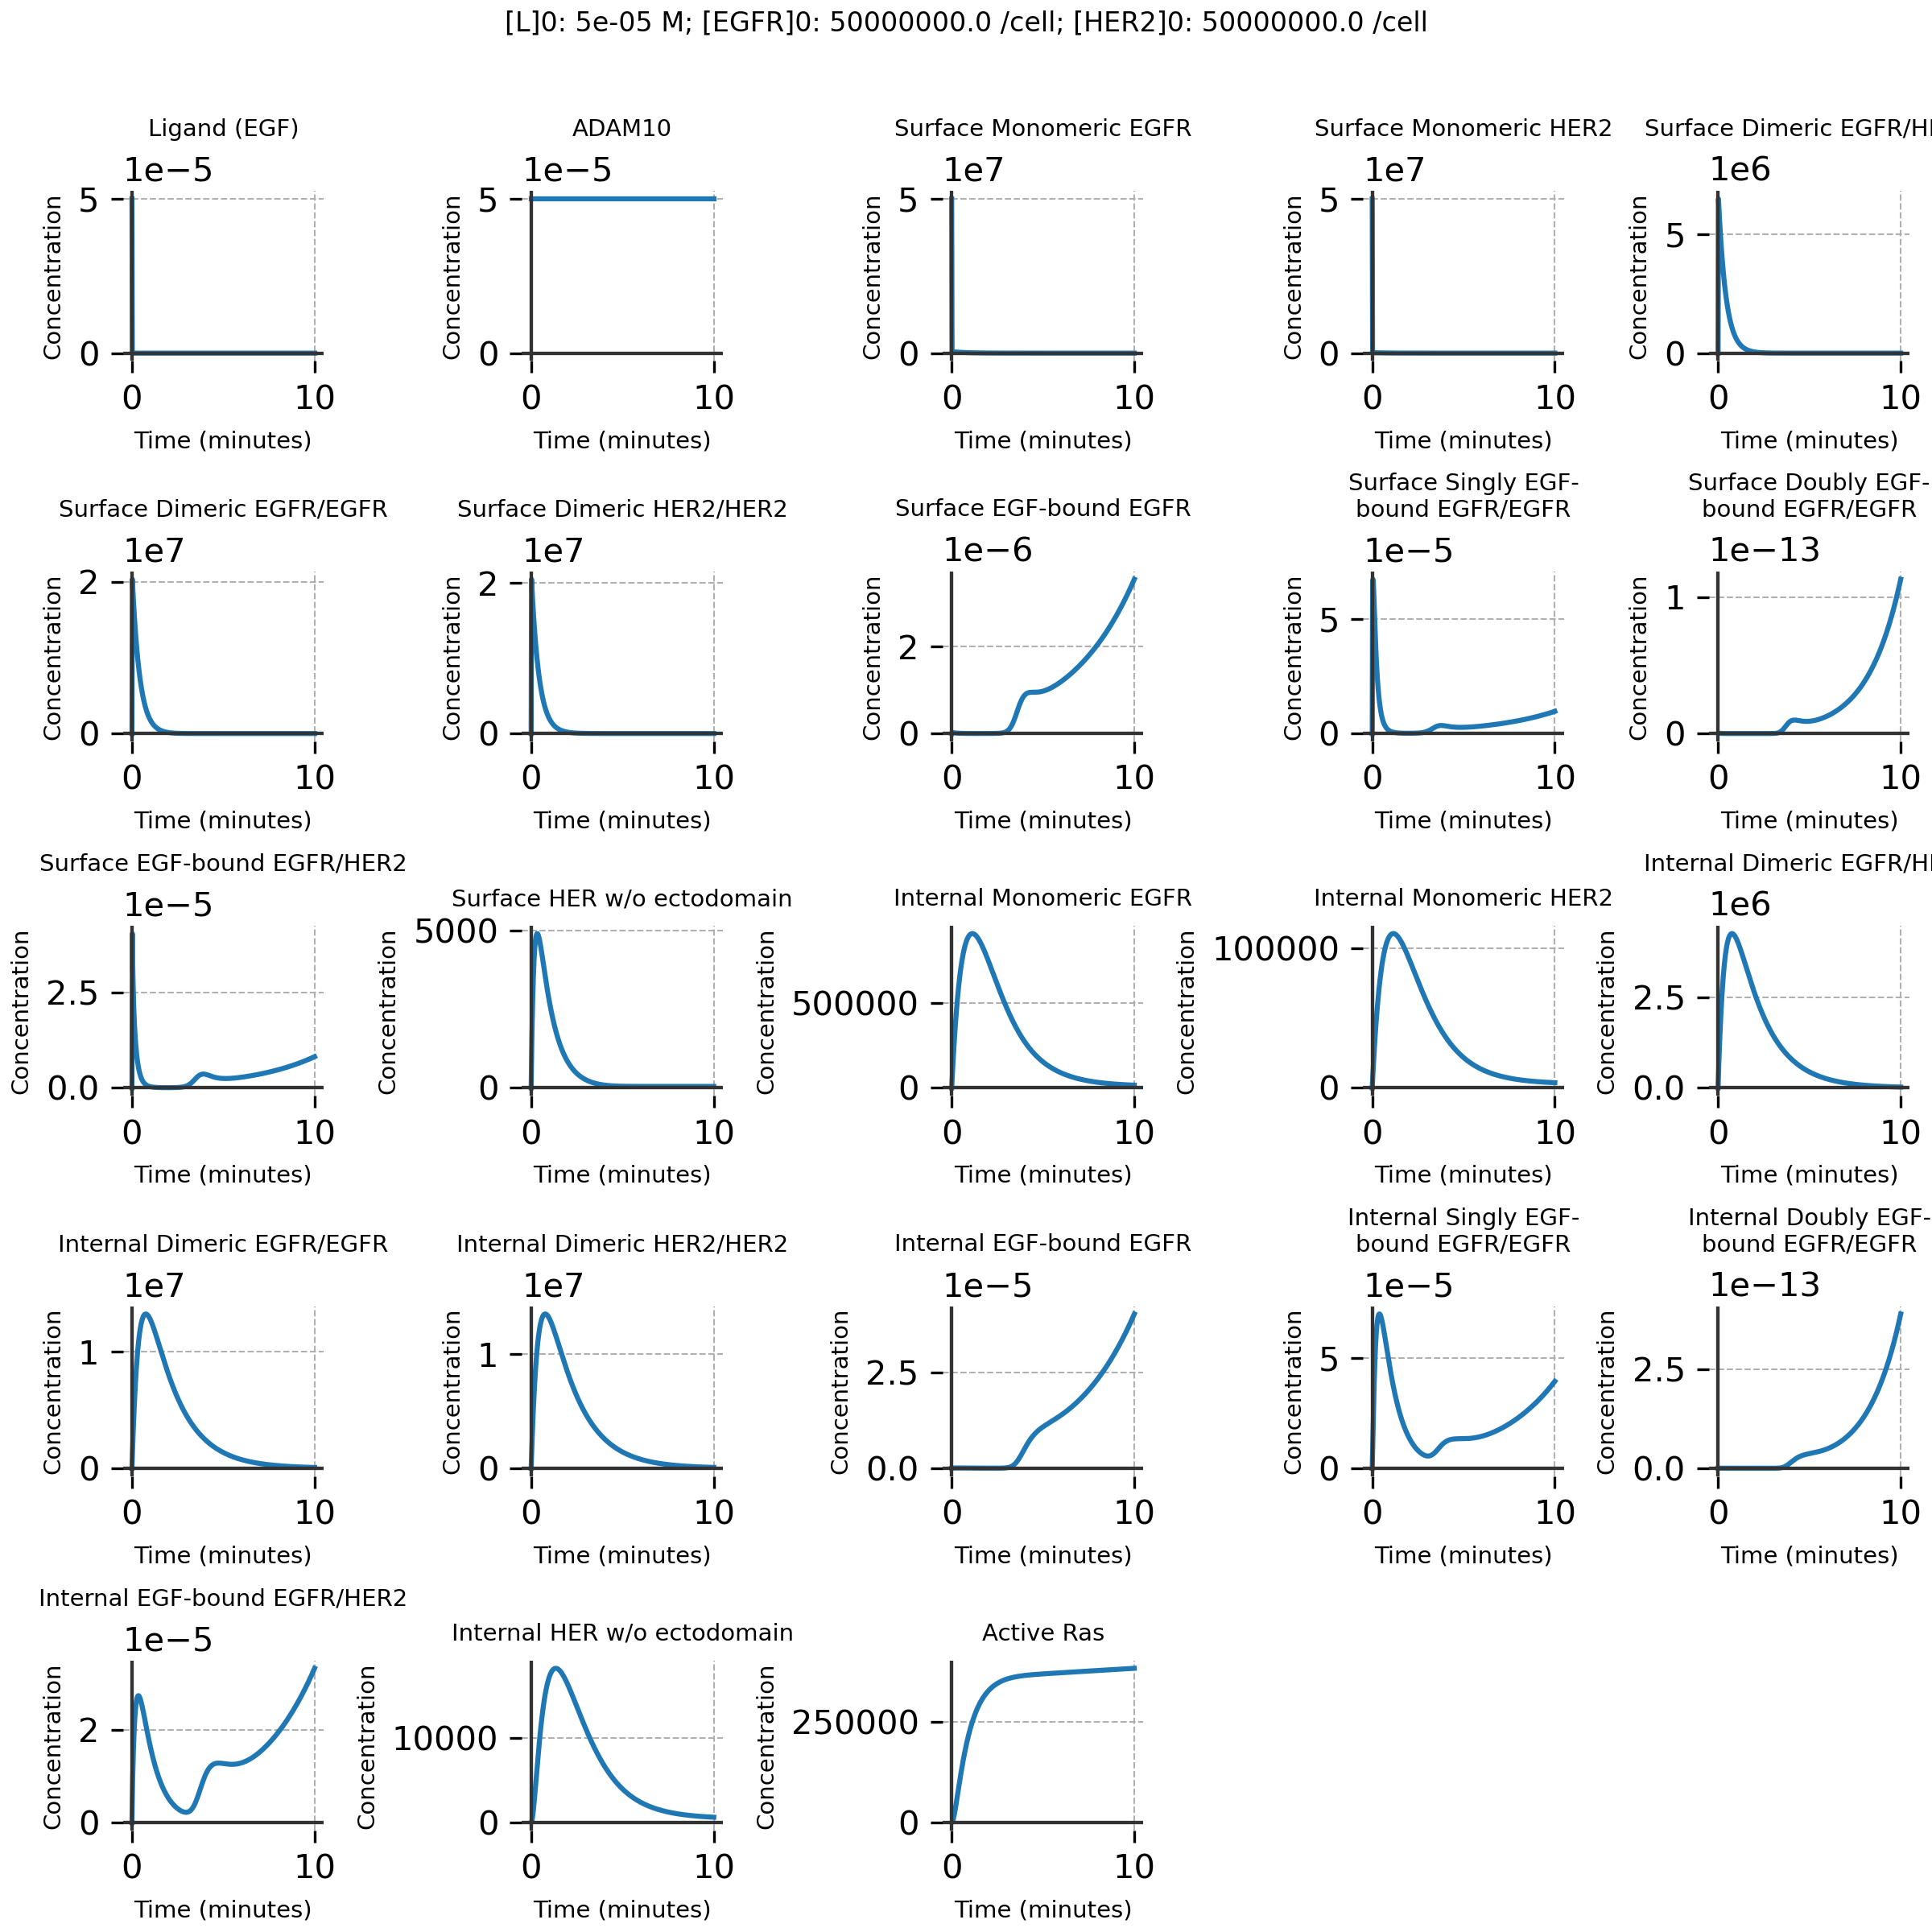 [L]0: 5e-05 M; [EGFR]0: 50000000.0 /cell; [HER2]0: 50000000.0 /cell
Ligand (EGF)
1e−5
5
0
Concentration
0 10
Time (minutes)
ADAM10
1e−5
5
0
Concentration
0 10
Time (minutes)
Surface Monomeric EGFR
1e7
5
0
Concentration
0 10
Time (minutes)
Surface Monomeric HER2
1e7
5
0
Concentration
0 10
Time (minutes)
Surface Dimeric EGFR/HE
1e6
5
0
Concentration
0 10
Time (minutes)
Surface Dimeric EGFR/EGFR
1e7
2
0
Concentration
0 10
Time (minutes)
Surface Dimeric HER2/HER2
1e7
2
0
Concentration
0 10
Time (minutes)
Surface EGF-bound EGFR
1e−6
2
0
Concentration
0 10
Time (minutes)
Surface Singly EGF-
bound EGFR/EGFR
1e−5
5
0
Concentration
0 10
Time (minutes)
Surface Doubly EGF-
bound EGFR/EGFR
1e−13
1
0
Concentration
0 10
Time (minutes)
Surface EGF-bound EGFR/HER2
1e−5
2.5
0.0
Concentration
0 10
Time (minutes)
Surface HER w/o ectodomain
5000
0
Concentration
0 10
Time (minutes)
Internal Monomeric EGFR
500000
0
Concentration
0 10
Time (minutes)
Internal Monomeric HER2
100000
0
Concentration
0 10
Time (minutes)
Internal Dimeric EGFR/HE
1e6
2.5
0.0
Concentration
0 10
Time (minutes)
Internal Dimeric EGFR/EGFR
1e7
1
0
Concentration
0 10
Time (minutes)
Internal Dimeric HER2/HER2
1e7
1
0
Concentration
0 10
Time (minutes)
Internal EGF-bound EGFR
1e−5
2.5
0.0
Concentration
0 10
Time (minutes)
Internal Singly EGF-
bound EGFR/EGFR
1e−5
5
0
Concentration
0 10
Time (minutes)
Internal Doubly EGF-
bound EGFR/EGFR
1e−13
2.5
0.0
Concentration
0 10
Time (minutes)
Internal EGF-bound EGFR/HER2
1e−5
2
0
Concentration
0 10
Time (minutes)
Internal HER w/o ectodomain
10000
0
Concentration
0 10
Time (minutes)
Active Ras
250000
0
Concentration
0 10
Time (minutes)